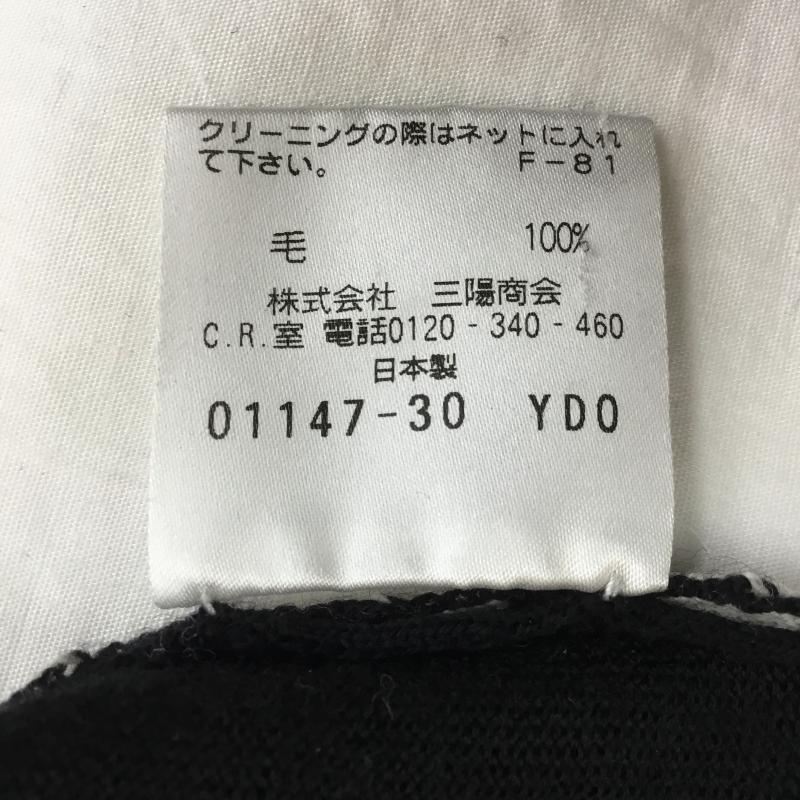 クリーニングの際はネットに入れ
て下さい。 F-81
毛 100%
株式会社 三陽商会
C.R.室 電話0120-340-460
日本製
01147-30 YDO